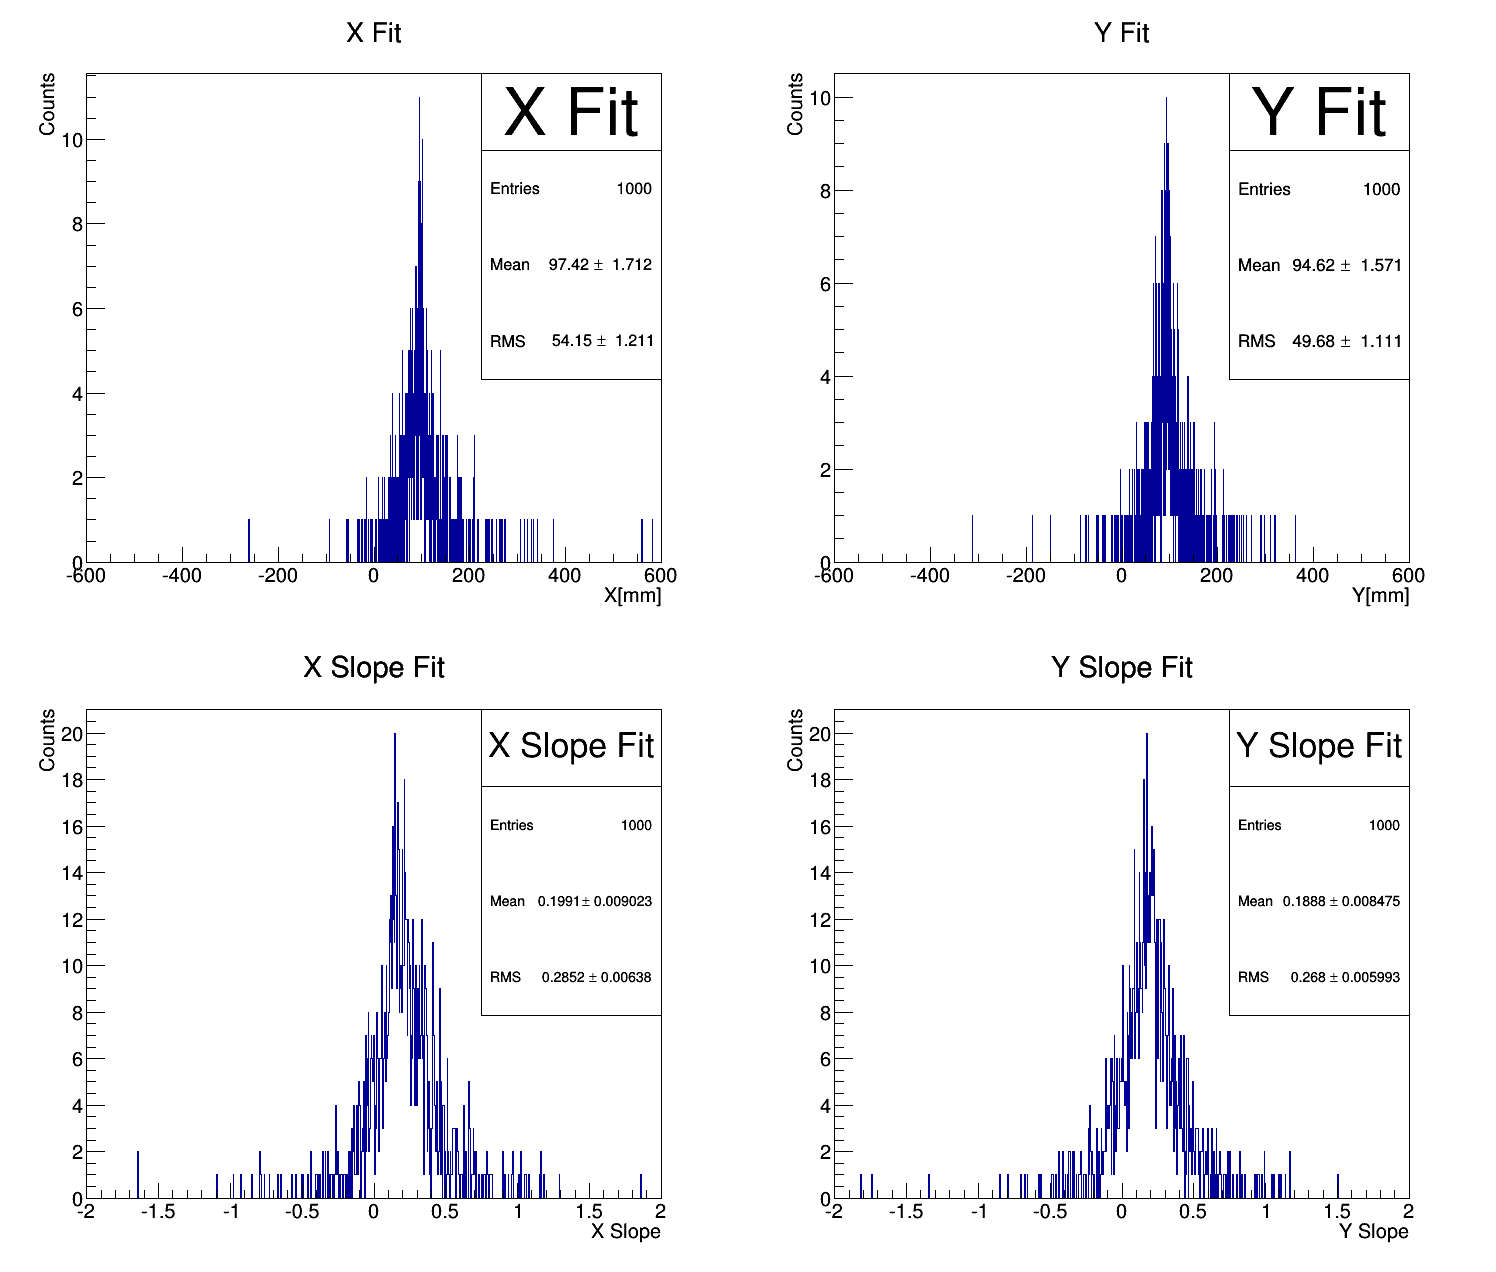 X Fit
Counts
10
8
6
4
2
0
-600 -400 -200 0 200 400 600
X[mm]
X Fit
Entries 1000
Mean 97.42 ± 1.712
RMS 54.15 ± 1.211
Y Fit
Counts
10
8
6
4
2
0
-600 -400 -200 0 200 400 600
Y[mm]
Y Fit
Entries 1000
Mean 94.62 ± 1.571
RMS 49.68 ± 1.111
X Slope Fit
Counts
20
18
16
14
12
10
8
6
4
2
0
-2 -1.5 -1 -0.5 0 0.5 1 1.5 2
X Slope
X Slope Fit
Entries 1000
Mean 0.1991 ± 0.009023
RMS 0.2852 ± 0.00638
Y Slope Fit
Counts
20
18
16
14
12
10
8
6
4
2
0
-2 -1.5 -1 -0.5 0 0.5 1 1.5 2
Y Slope
Y Slope Fit
Entries 1000
Mean 0.1888 ± 0.008475
RMS 0.268 ± 0.005993